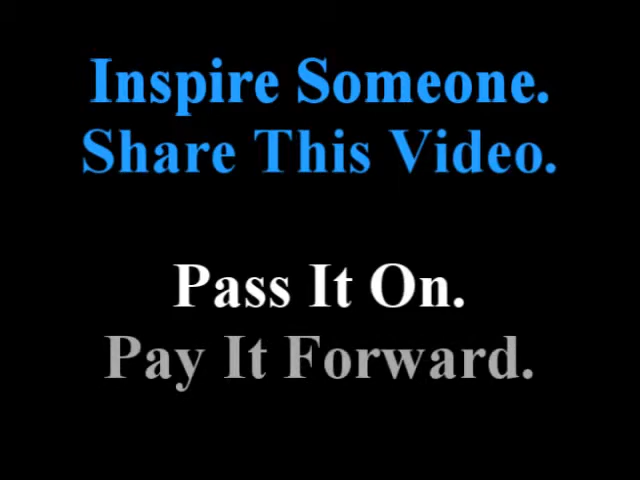 Inspire Someone.
Share This Video.
Pass It On.
Pay It Forward.